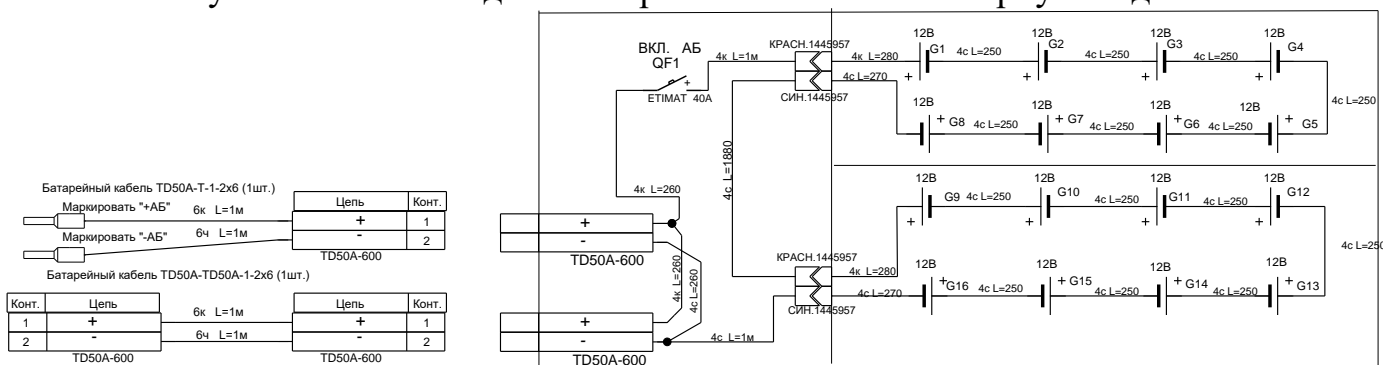 12В G1 4с L=250 12В G2 4с L=250 12В G3 4с L=250 12В G4
ВКЛ. АБ
QF1
КРАСН.1445957
4к L=1м
4к L=280
+ + + +
4с L=270
+
ETIMAT 40А
СИН.1445957
4с L=250
12В 12В 12В 12В
+ G8 4с L=250 + G7 4с L=250 + G6 4с L=250 + G5
4с L=1880
4к L=260
12В 12В 12В 12В
G9 4с L=250 G10 4с L=250 G11 4с L=250 G12
+ + + +
4с L=250
КРАСН.1445957
4к L=280
12В 12В 12В 12В
+ G16 4с L=250 + G15 4с L=250 + G14 4с L=250 + G13
4с L=270
СИН.1445957
+
-
TD50A-600
4к L=260
4с L=260
+
-
4с L=1м
TD50A-600
Батарейный кабель TD50A-Т-1-2x6 (1шт.)
Маркировать "+АБ"
6к L=1м
Цепь Конт.
+ 1
Маркировать "-АБ"
6ч L=1м
- 2
TD50A-600
Батарейный кабель TD50A-TD50A-1-2x6 (1шт.)
Конт. Цепь Цепь Конт.
1 + 6к L=1м + 1
2 - 6ч L=1м - 2
TD50A-600 TD50A-600